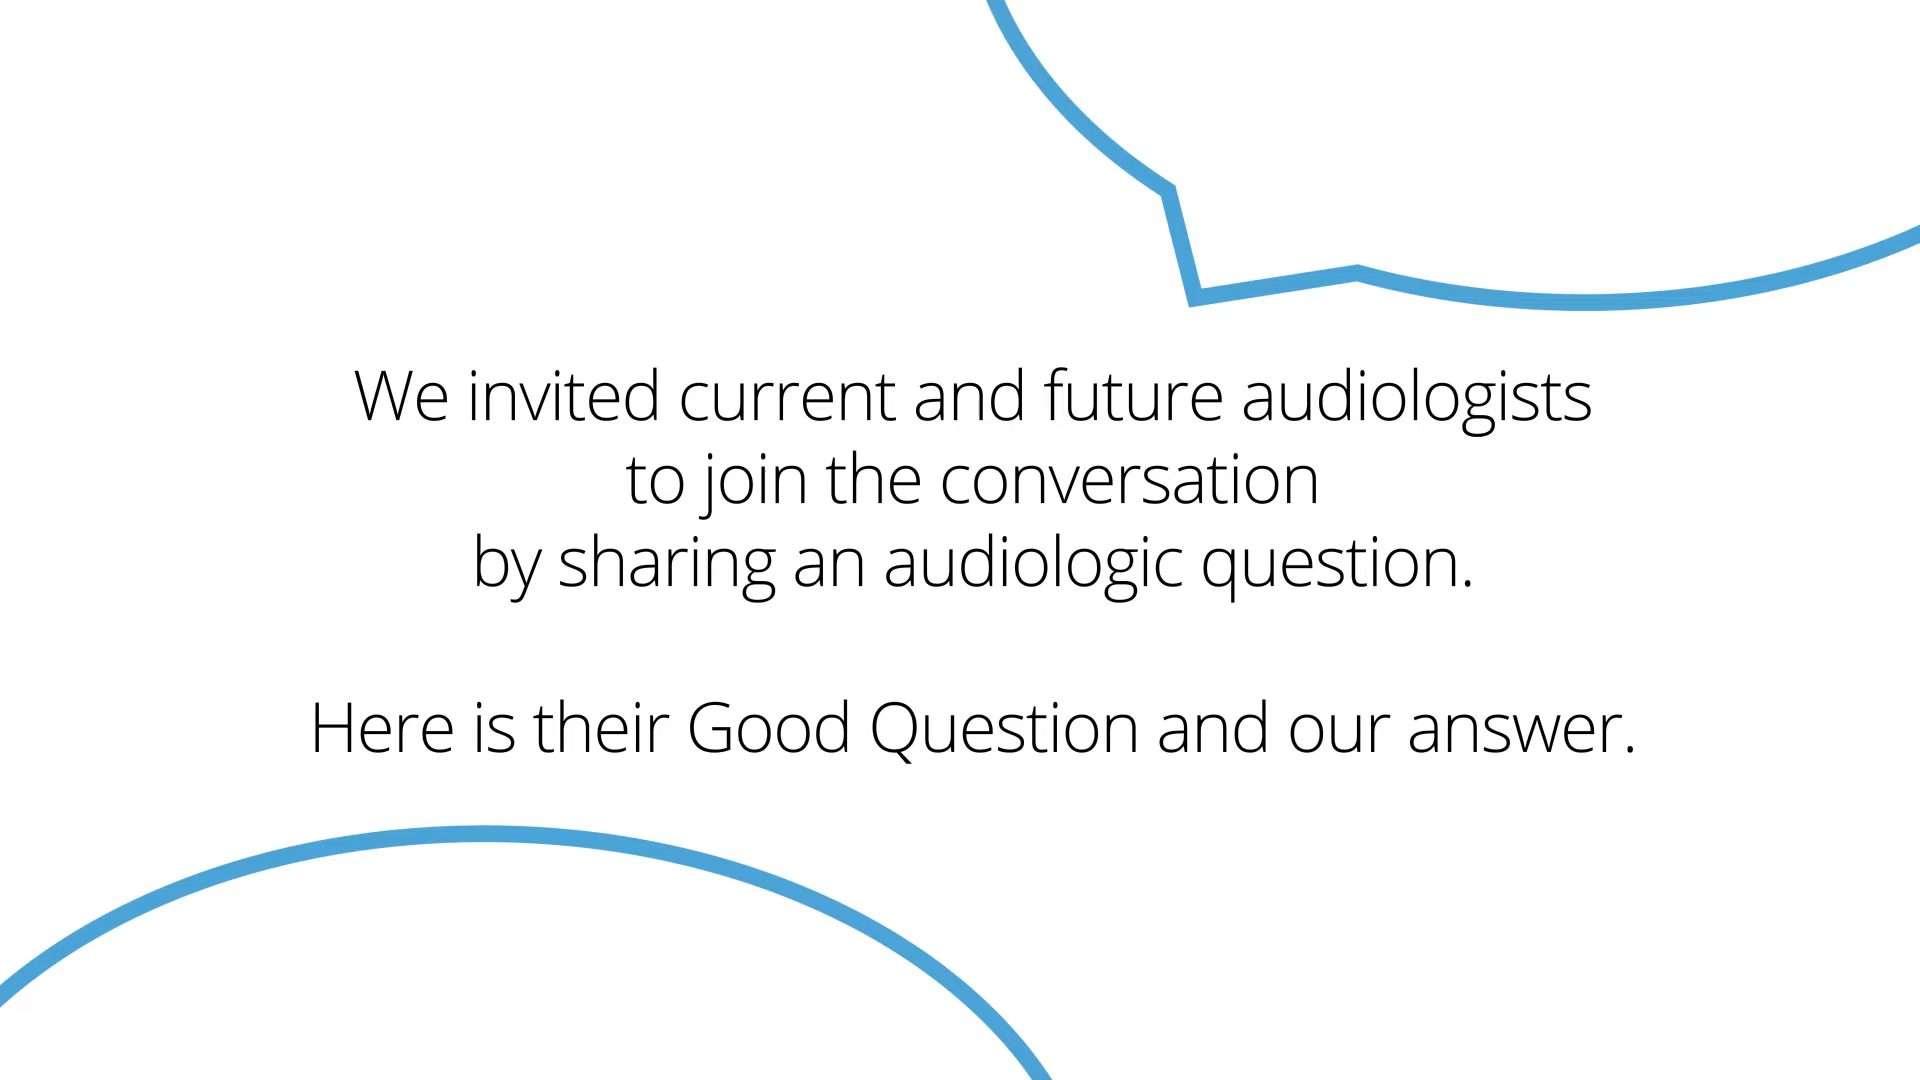 We invited current and future audiologists
to join the conversation
by sharing an audiologic question.
Here is their Good Question and our answer.